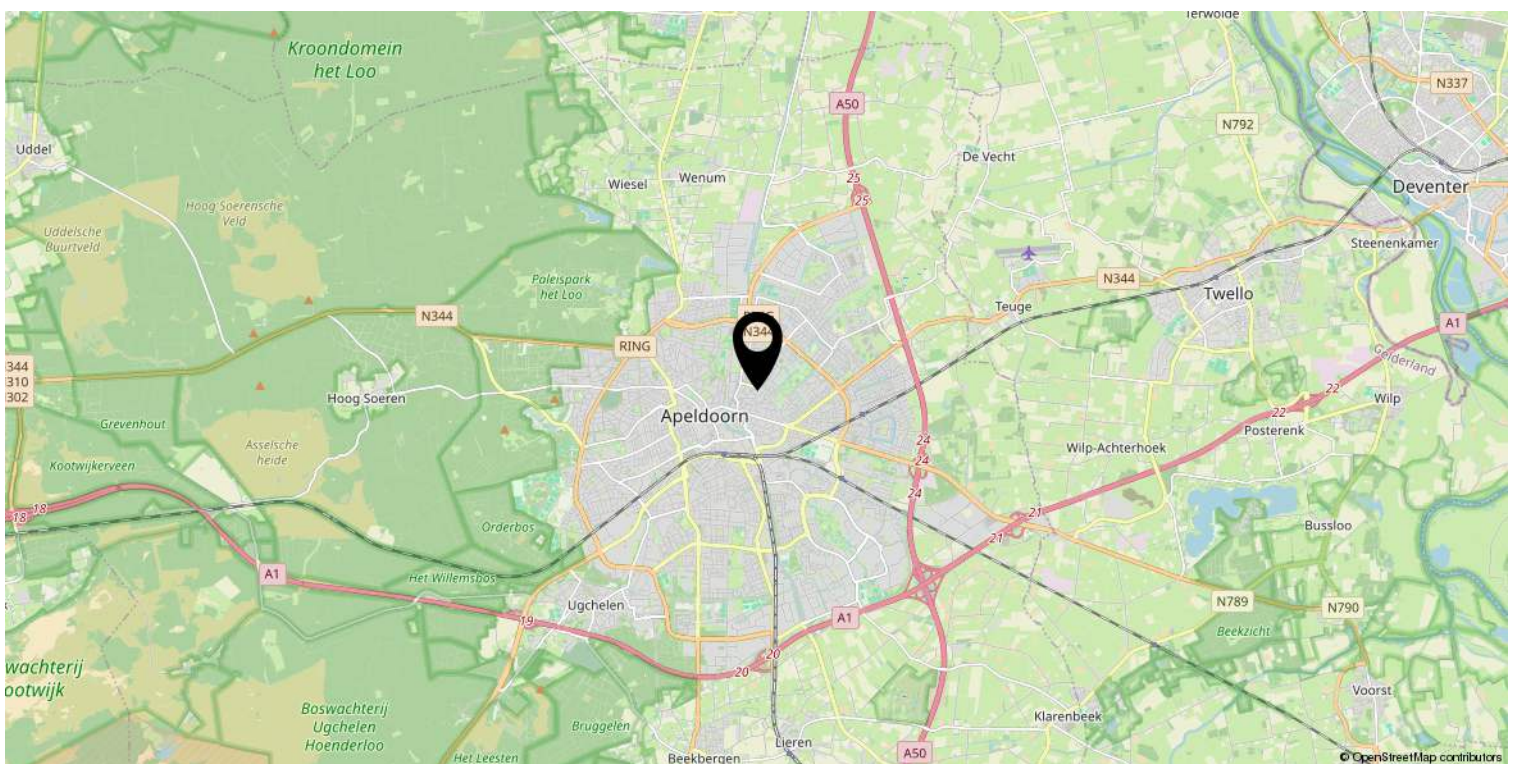 Terwolde
Kroondomein
het Loo
N337
A50
N792
Uddel
De Vecht
Wiesel
Wenum
25
25
Deventer
Hoog Soerensche
Veld
Uddelsche
Buurtveld
Steenenkamer
Paleispark
het Loo
N344
Twello
Teuge
N344
A1
N344
RING
Gelderland
344
310
302
22
22
Hoog Soeren
Wilp
Grevenhout
Apeldoorn
Posterenk
Asselsche
heide
24
24
24
Wilp-Achterhoek
Kootwijkerveen
18
18
21
21
Orderbos
Bussloo
A1
Het Willemsbos
Ugchelen
N789
N790
19
A1
Beekzicht
20
20
wachterij
ootwijk
Voorst
Boswachterij
Ugchelen
Hoenderloo
Bruggelen
Klarenbeek
Lieren
A50
Het Leesten
Beekbergen
© OpenStreetMap contributors